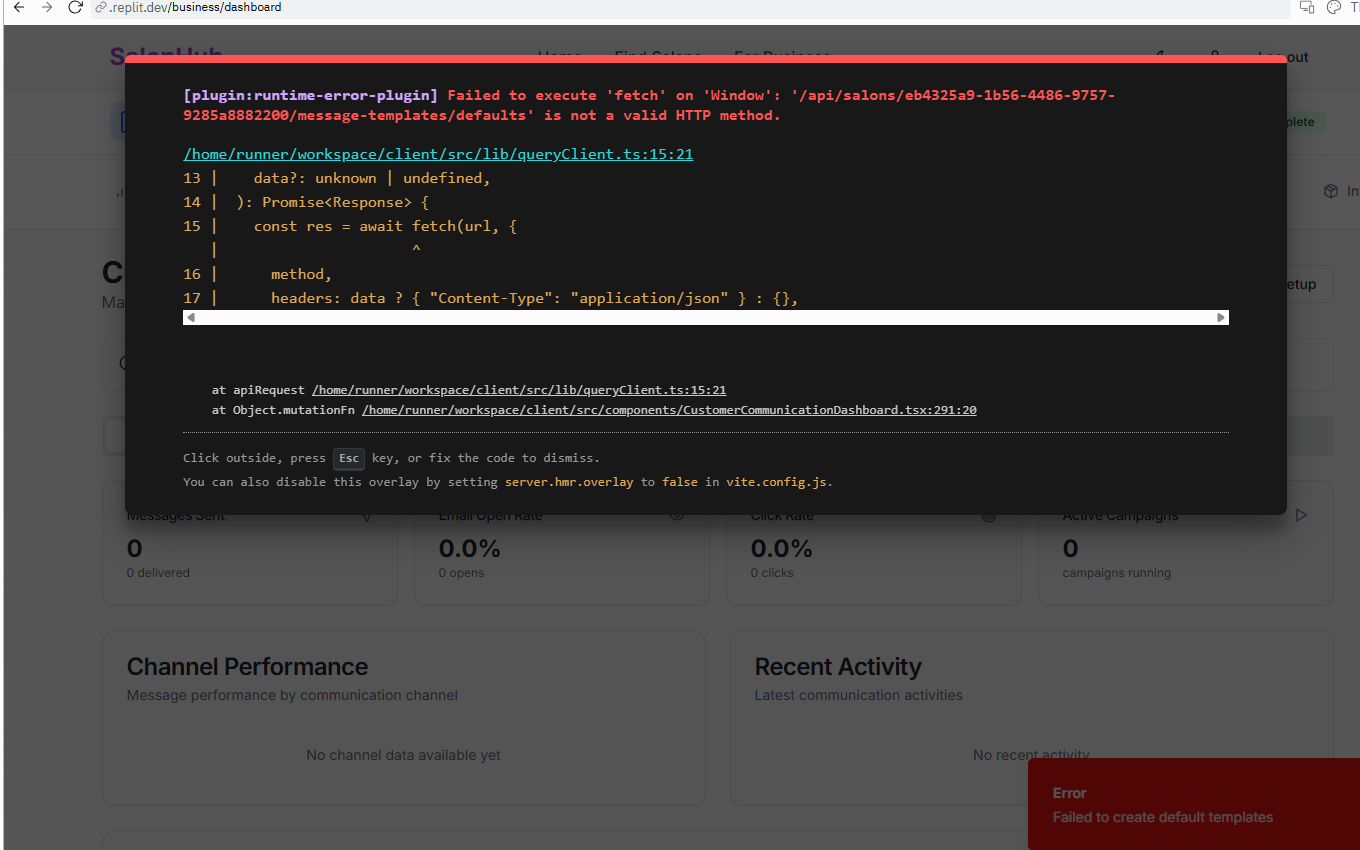 .replit.dev/business/dashboard
SalonHub Home Find Salons For Business out
[plugin:runtime-error-plugin] Failed to execute 'fetch' on 'Window': '/api/salons/eb4325a9-1b56-4486-9757-
9285a8882200/message-templates/defaults' is not a valid HTTP method.
plete
/home/runner/workspace/client/src/lib/queryClient.ts:15:21
13 | data?: unknown | undefined,
14 | ): Promise<Response> {
15 | const res = await fetch(url, {
| ^
16 | method,
17 | headers: data ? { "Content-Type": "application/json" } : {},
In
C
Ma
etup
at apiRequest /home/runner/workspace/client/src/lib/queryClient.ts:15:21
at Object.mutationFn /home/runner/workspace/client/src/components/CustomerCommunicationDashboard.tsx:291:20
Click outside, press Esc key, or fix the code to dismiss.
You can also disable this overlay by setting server.hmr.overlay to false in vite.config.js.
Messages Sent Email Open Rate Click Rate Active Campaigns
0 0.0% 0.0% 0
0 delivered 0 opens 0 clicks campaigns running
Channel Performance Recent Activity
Message performance by communication channel Latest communication activities
No channel data available yet No recent activity
Error
Failed to create default templates